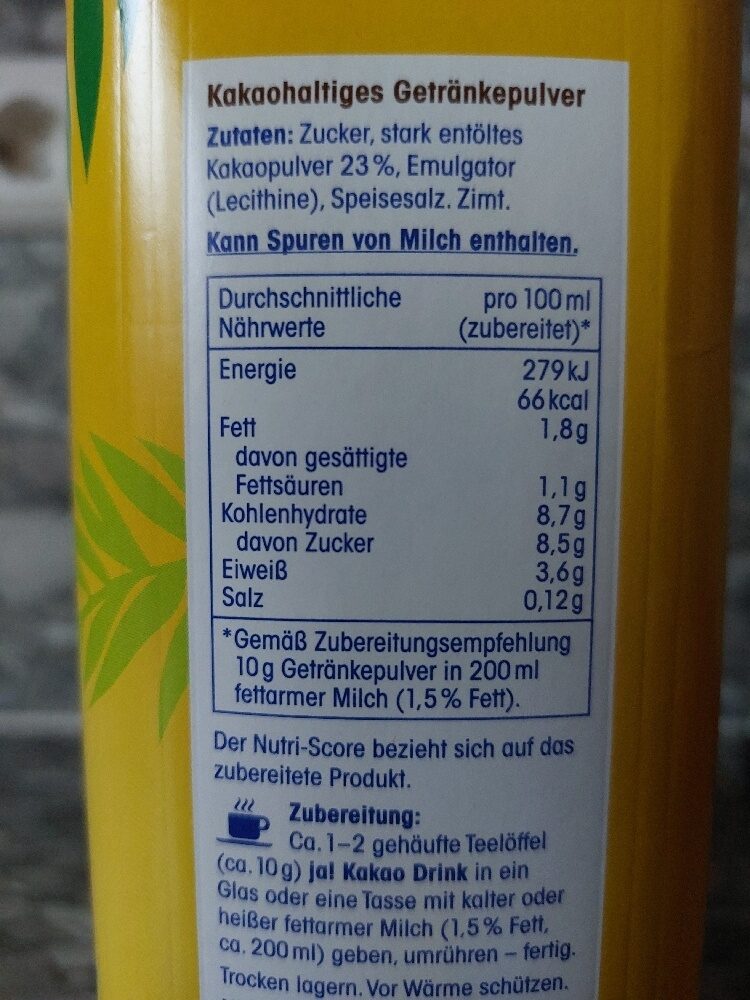 Kakaohaltiges Getränkepulver
Zutaten: Zucker, stark entöltes
Kakaopulver 23%, Emulgator
(Lecithine), Speisesalz. Zimt.
Kann Spuren von Milch enthalten.
Durchschnittliche pro 100 ml
Nährwerte (zubereitet)*
Energie 279 kJ
66 kcal
Fett 1,8 g
davon gesättigte
Fettsäuren 1,1 g
Kohlenhydrate 8,7 g
davon Zucker 8,5 g
Eiweiß 3,6 g
Salz 0,12 g
*Gemäß Zubereitungsempfehlung
10 g Getränkepulver in 200 ml
fettarmer Milch (1,5% Fett).
Der Nutri-Score bezieht sich auf das
zubereitete Produkt.
Zubereitung:
Ca. 1–2 gehäufte Teelöffel
(ca. 10 g) ja! Kakao Drink in ein
Glas oder eine Tasse mit kalter oder
heißer fettarmer Milch (1,5% Fett,
ca. 200 ml) geben, umrühren – fertig.
Trocken lagern. Vor Wärme schützen.